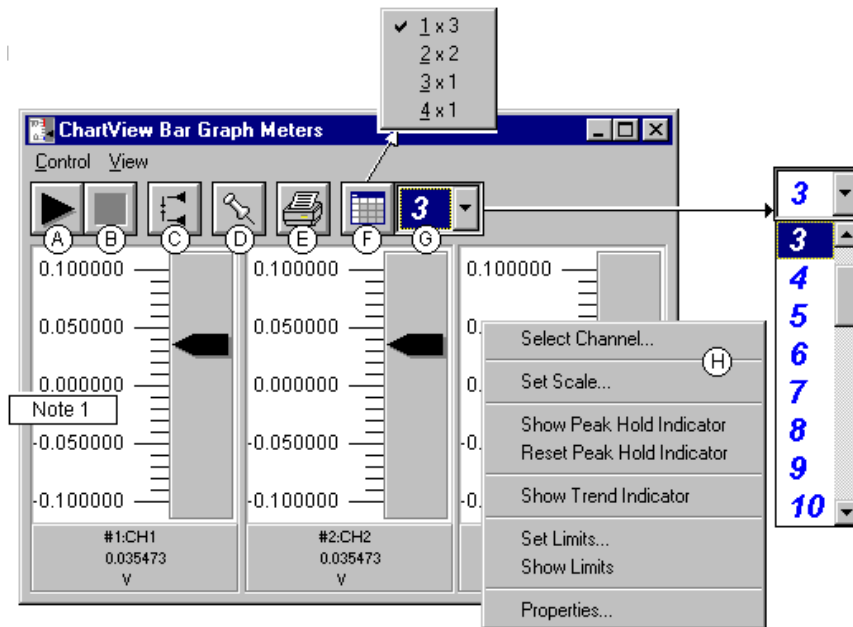 ✔ 1 x 3
2 x 2
3 x 1
4 x 1
ChartView Bar Graph Meters
Control View
3
A B C D E F G
3
3
4
5
6
7
8
9
10
0.100000
0.050000
0.000000
-0.050000
-0.100000
#1:CH1
0.035473
V
0.100000
0.050000
0.000000
-0.050000
-0.100000
#2:CH2
0.035473
V
0.100000
0.
0.
-0.
-0.
Note 1
Select Channel...
H
Set Scale...
Show Peak Hold Indicator
Reset Peak Hold Indicator
Show Trend Indicator
Set Limits...
Show Limits
Properties...